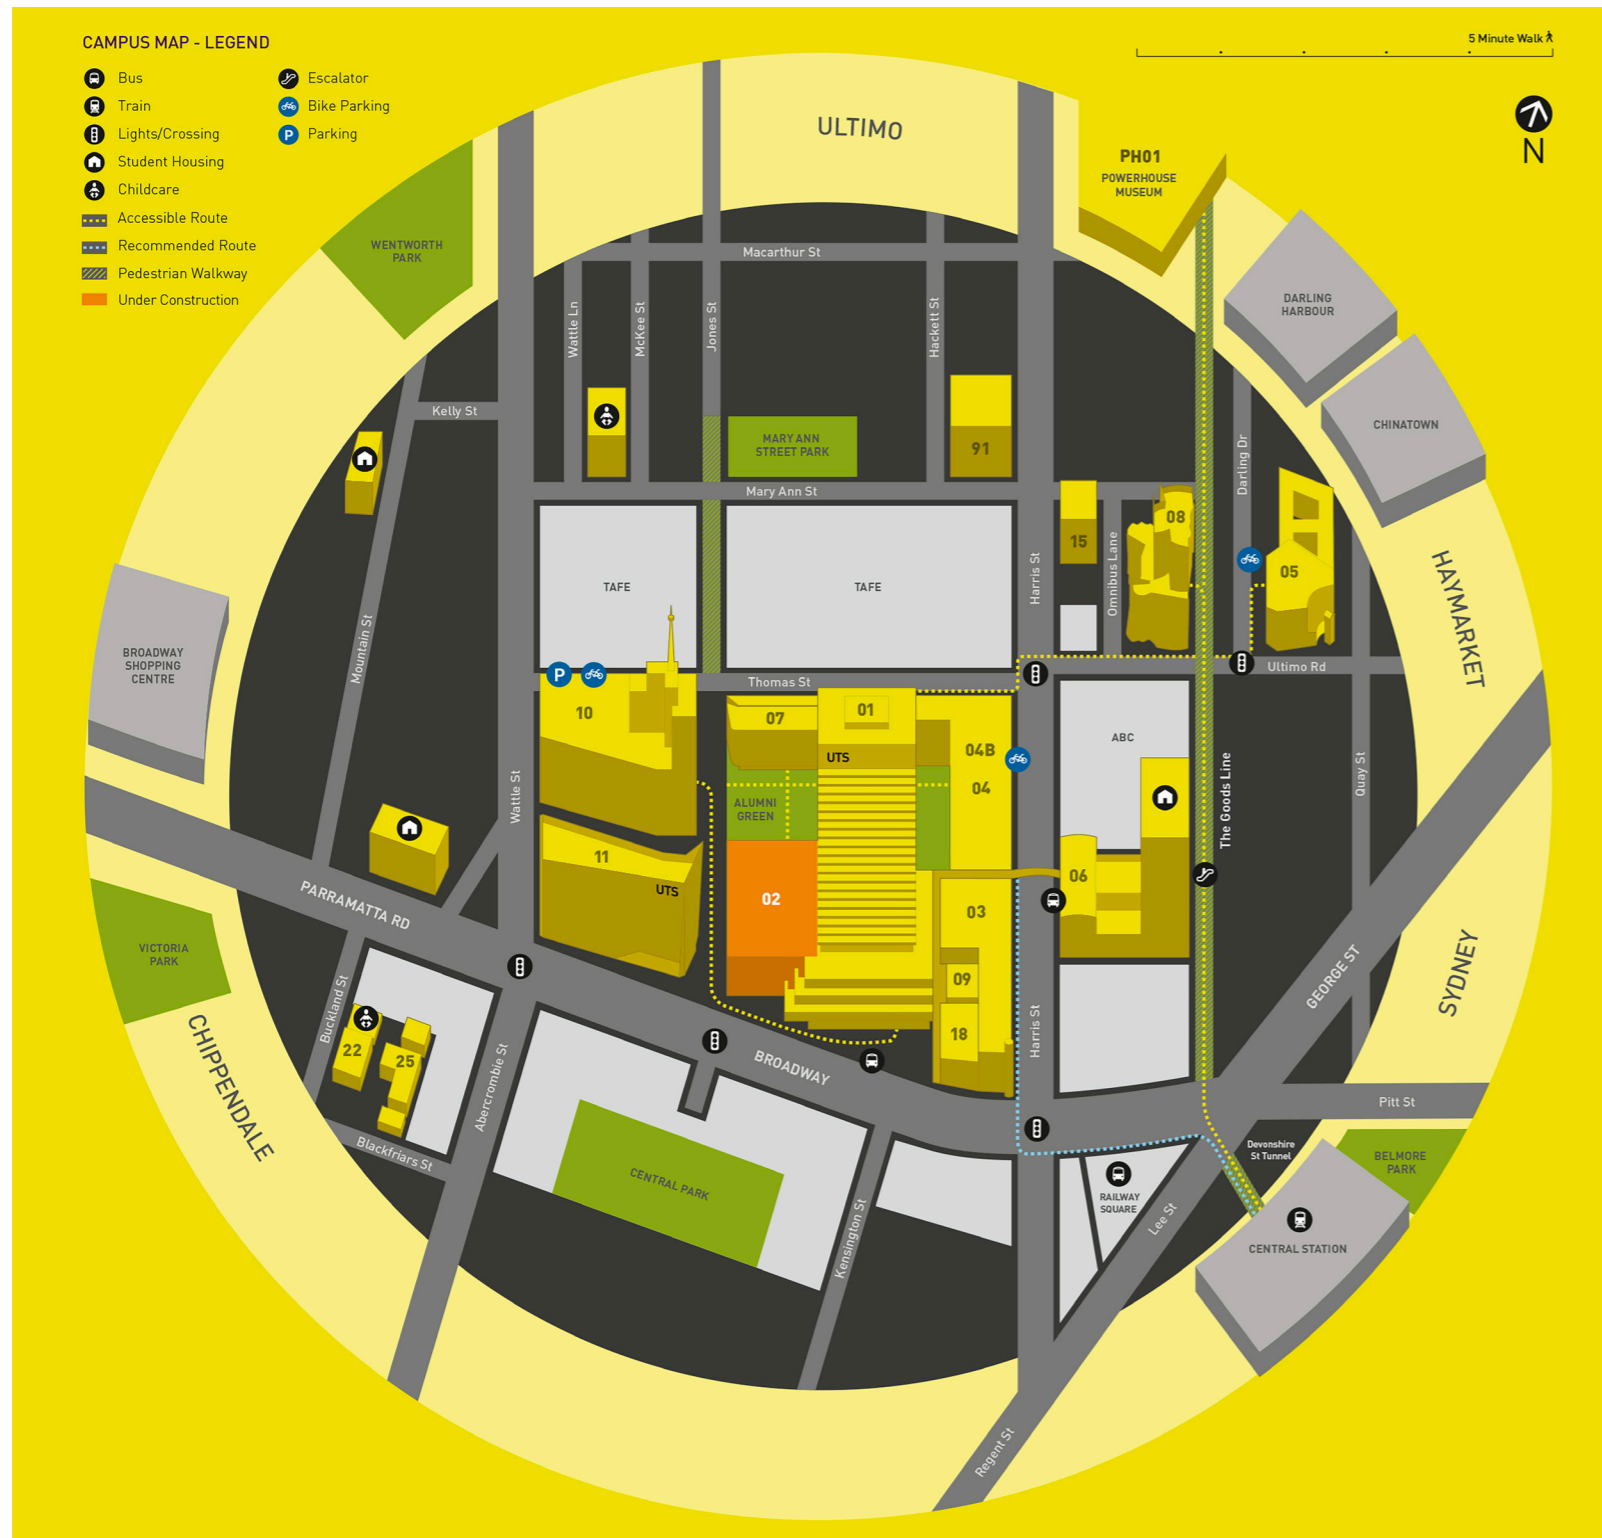 CAMPUS MAP - LEGEND
Bus
Train
Lights/Crossing
Student Housing
Childcare
Accessible Route
Recommended Route
Pedestrian Walkway
Under Construction
Escalator
Bike Parking
P
Parking
5 Minute Walk
N
ULTIMO
PH01
POWERHOUSE
MUSEUM
WENTWORTH
PARK
Macarthur St
DARLING
HARBOUR
Wattle Ln
McKee St
Jones St
Hackett St
CHINATOWN
Kelly St
MARY ANN
STREET PARK
91
Darling Dr
Mary Ann St
15
08
05
TAFE
TAFE
Harris St
Omnibus Lane
HAYMARKET
Mountain St
BROADWAY
SHOPPING
CENTRE
P
Thomas St
Ultimo Rd
10
07
01
UTS
04B
04
ABC
Wattle St
ALUMNI
GREEN
The Goods Line
Quay St
11
UTS
02
03
06
PARRAMATTA RD
VICTORIA
PARK
09
18
GEORGE ST
SYDNEY
Buckland St
22
25
Harris St
BROADWAY
Abercrombie St
CHIPPENDALE
Blackfriars St
Pitt St
Devonshire
St Tunnel
BELMORE
PARK
CENTRAL PARK
RAILWAY
SQUARE
Kensington St
Lee St
CENTRAL STATION
Regent St